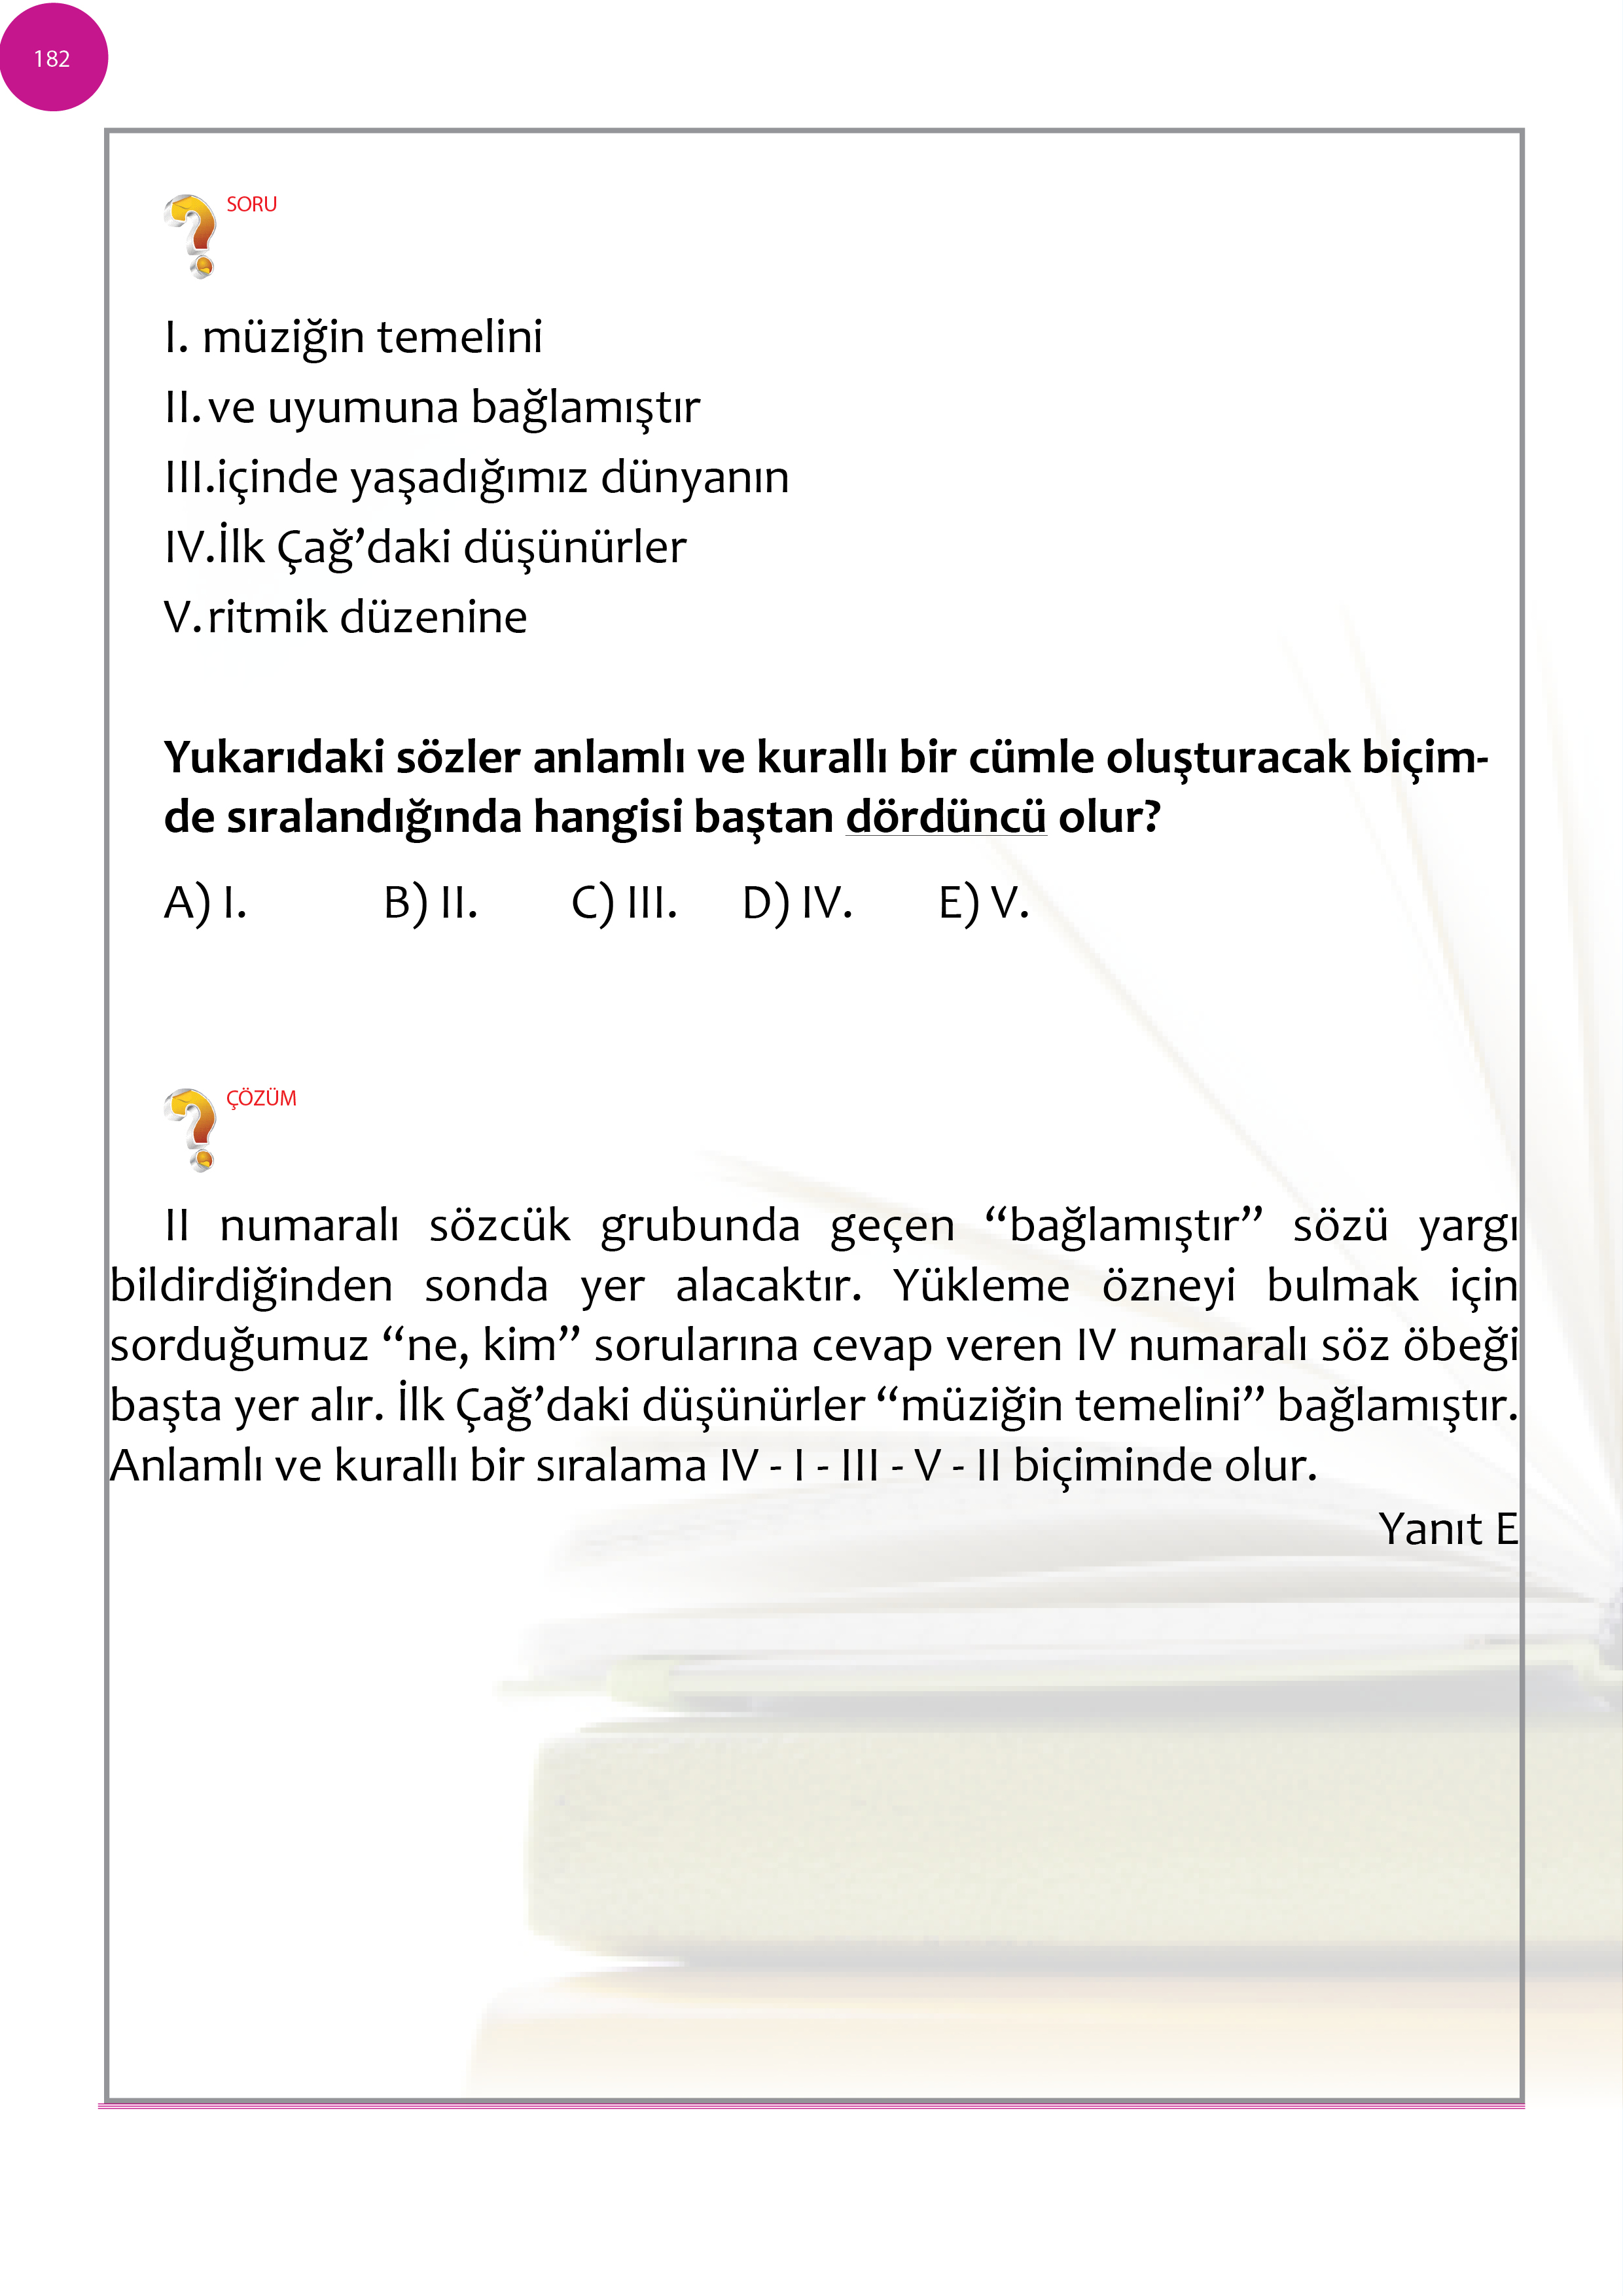 182
SORU
I. müziğin temelini
II. ve uyumuna bağlamıştır
III.içinde yaşadığımız dünyanın
IV.İlk Çağ’daki düşünürler
V. ritmik düzenine
Yukarıdaki sözler anlamlı ve kurallı bir cümle oluşturacak biçim-
de sıralandığında hangisi baştan dördüncü olur?
A) I. B) II. C) III. D) IV. E) V.
ÇÖZÜM
II numaralı sözcük grubunda geçen “bağlamıştır” sözü yargı
bildirdiğinden sonda yer alacaktır. Yükleme özneyi bulmak için
sorduğumuz “ne, kim” sorularına cevap veren IV numaralı söz öbeği
başta yer alır. İlk Çağ’daki düşünürler “müziğin temelini” bağlamıştır.
Anlamlı ve kurallı bir sıralama IV - I - III - V - II biçiminde olur.
Yanıt E